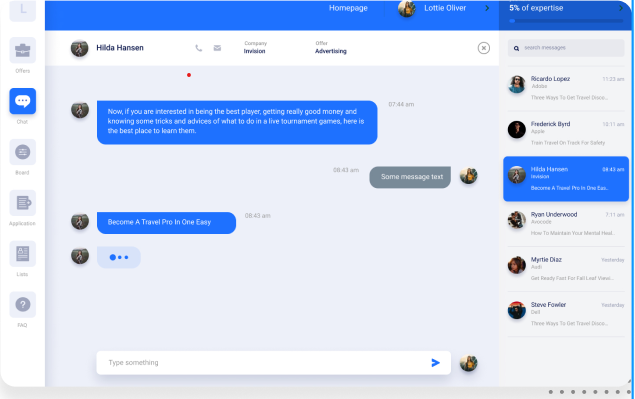 L
Homepage
Lottie Oliver
5% of expertise
Offers
Chat
Board
Application
Lists
FAQ
Hilda Hansen
Company
Invision
Offer
Advertising
07:44 am
Now, if you are interested in being the best player, getting really good money and
knowing some tricks and advices of what to do in a live tournament games, here is
the best place to learn them.
08:43 am
Some message text
Become A Travel Pro In One Easy
08:43 am
Type something
search messages
Ricardo Lopez
11:23 am
Adobe
Three Ways To Get Travel Disco...
Frederick Byrd
10:11 am
Apple
Train Travel On Track For Safety
Hilda Hansen
08:43 am
Invision
Become A Travel Pro In One Eas..
Ryan Underwood
7:11 am
Avocode
How To Maintain Your Mental Heal..
Myrtie Diaz
Yesterday
Audi
Get Ready Fast For Fall Leaf View...
Steve Fowler
Yesterday
Dell
Three Ways To Get Travel Disco...